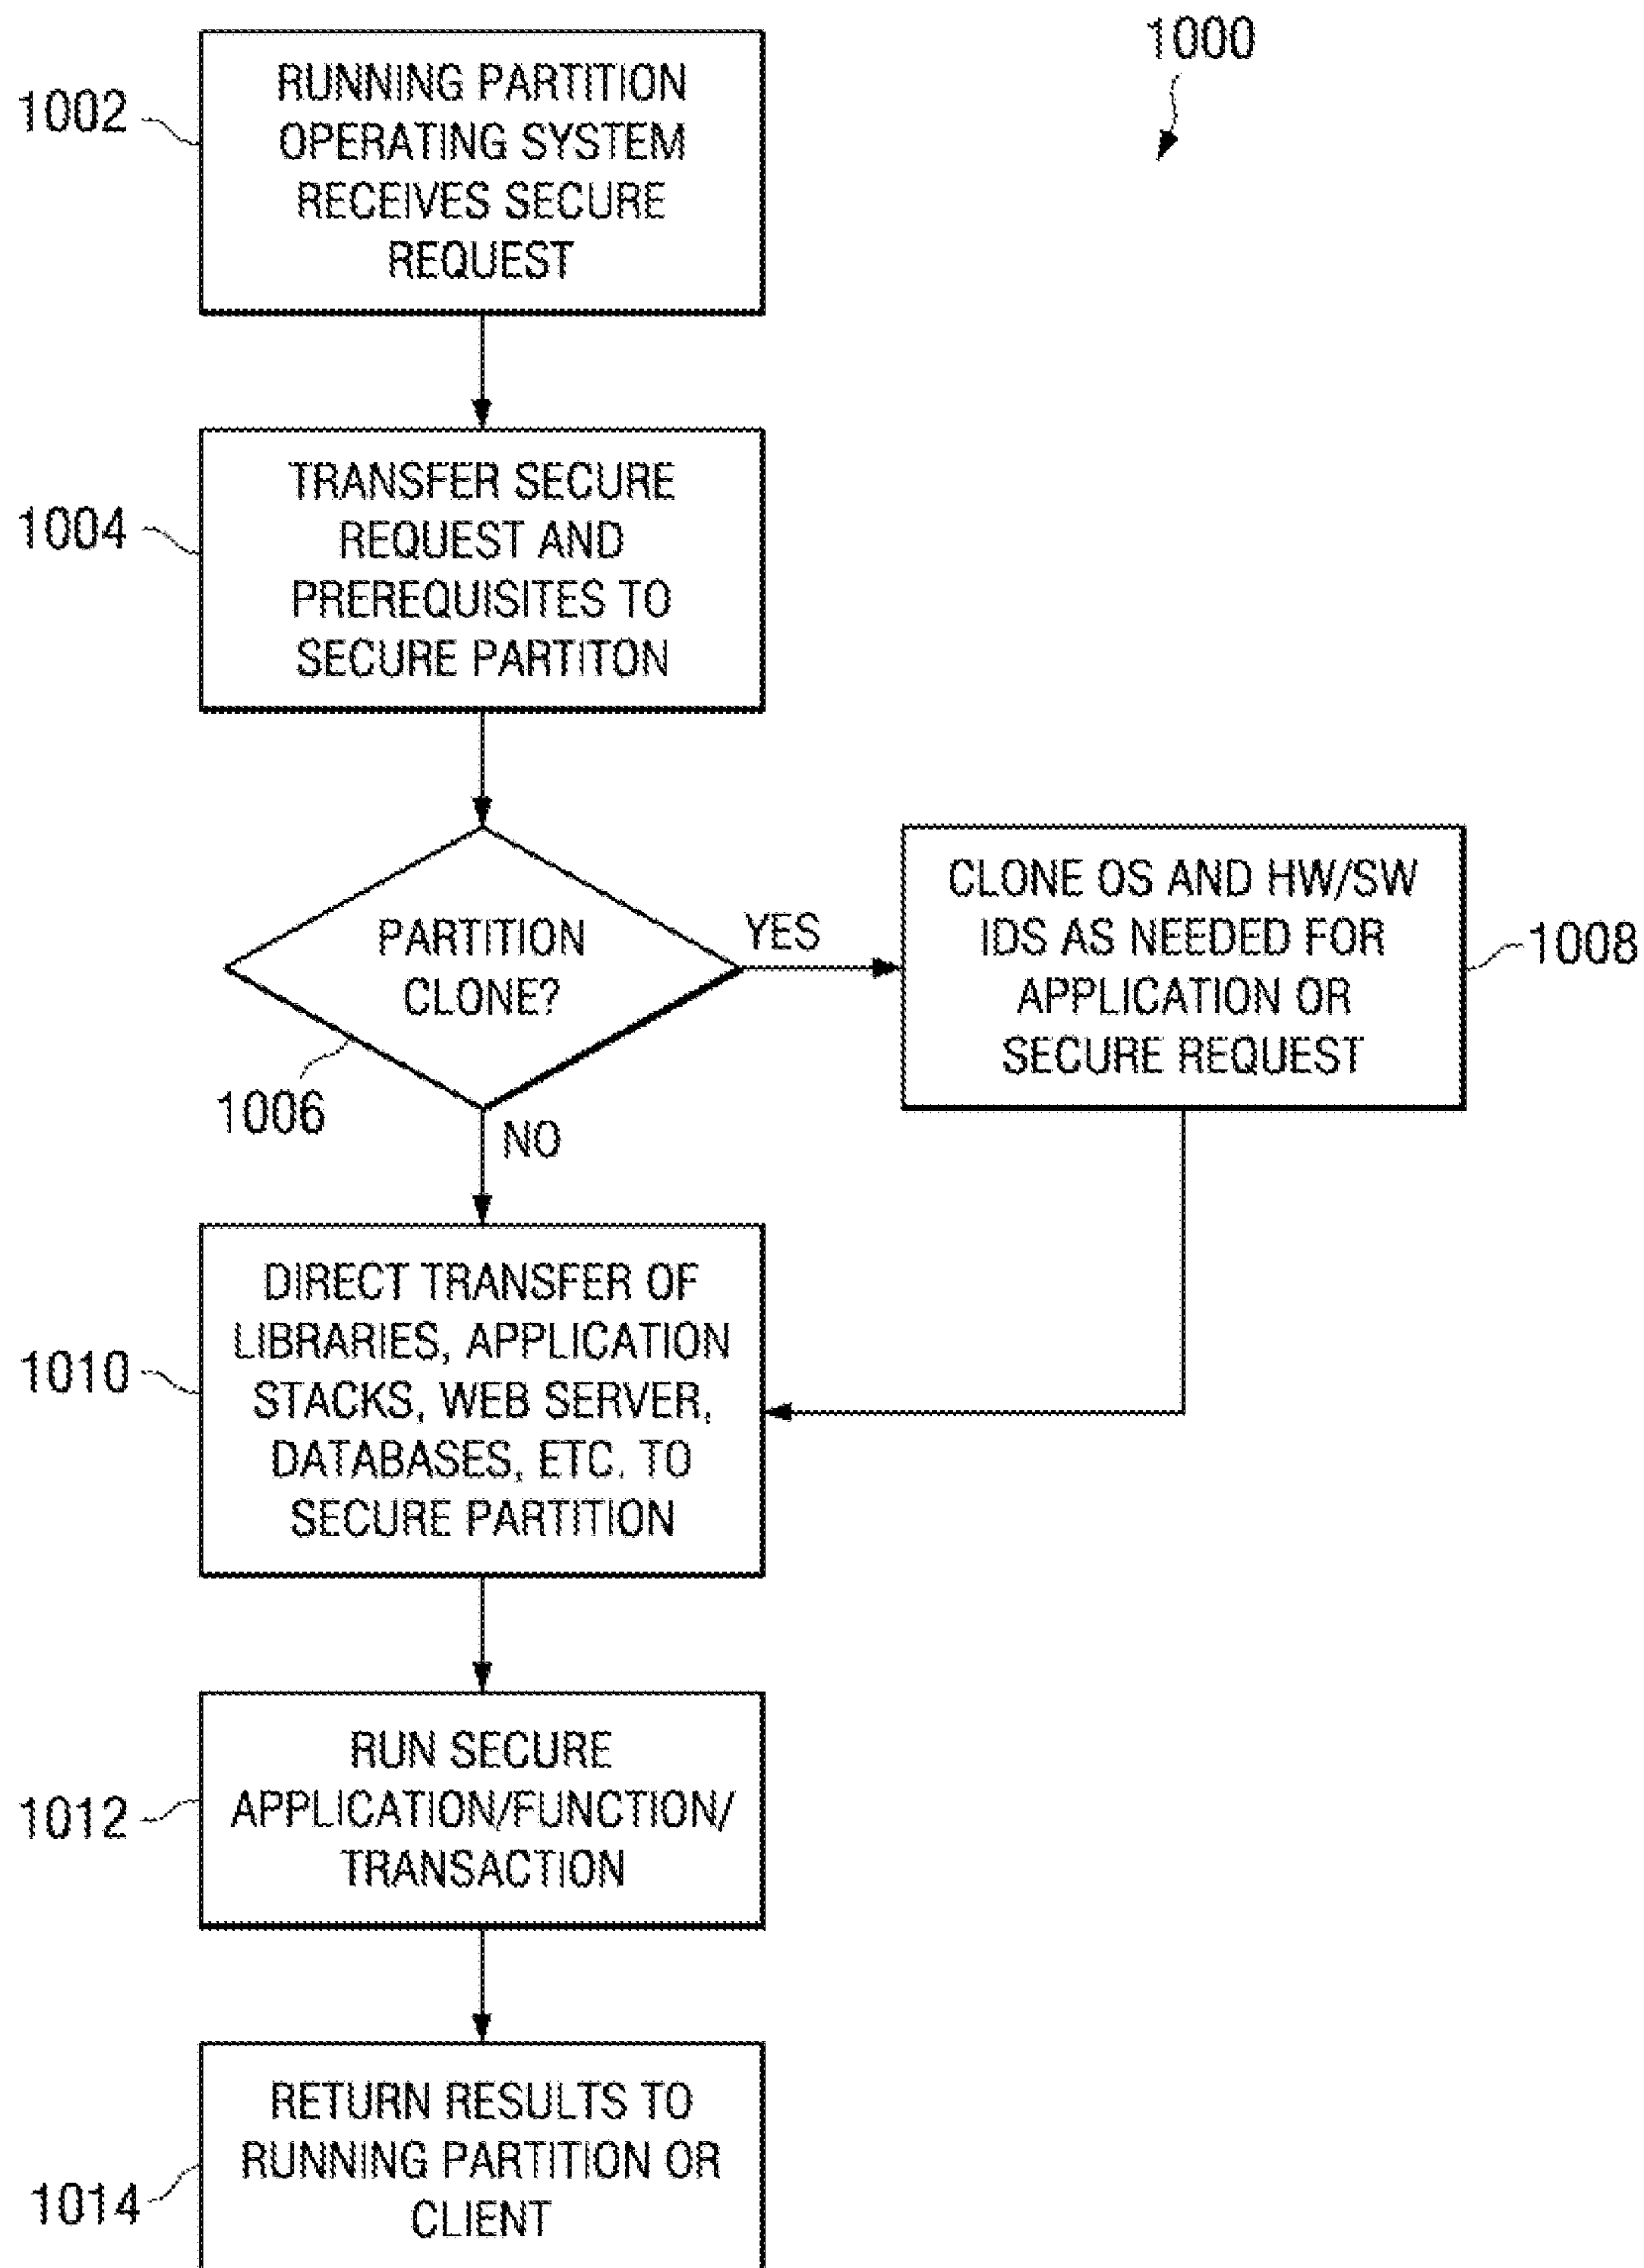 1000
1002
RUNNING PARTITION
OPERATING SYSTEM
RECEIVES SECURE
REQUEST
1004
TRANSFER SECURE
REQUEST AND
PREREQUISITES TO
SECURE PARTITON
PARTITION
CLONE?
1006
YES
NO
CLONE OS AND HW/SW
IDS AS NEEDED FOR
APPLICATION OR
SECURE REQUEST
1008
1010
DIRECT TRANSFER OF
LIBRARIES, APPLICATION
STACKS, WEB SERVER,
DATABASES, ETC. TO
SECURE PARTITION
1012
RUN SECURE
APPLICATION/FUNCTION/
TRANSACTION
1014
RETURN RESULTS TO
RUNNING PARTITION OR
CLIENT